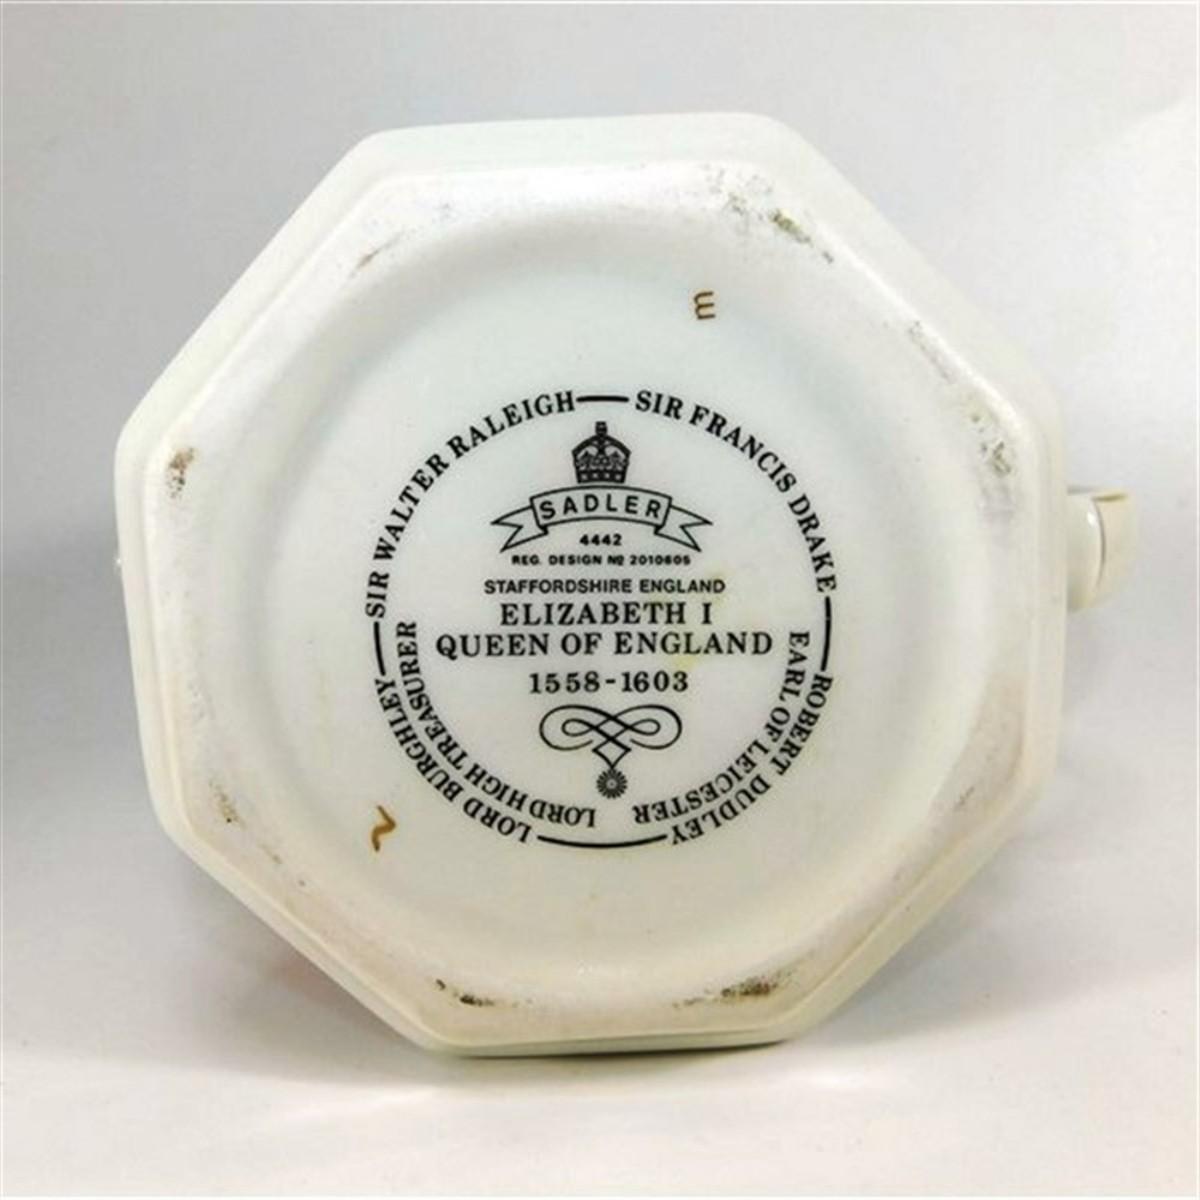 m
SIR WALTER RALEIGH
SIR FRANCIS DRAKE
ROBERT DUDLEY
EARL OF LEICESTER
LORD BURGHLEY
LORD HIGH TREASURER
SADLER
4442
REG. DESIGN Nº 2010605
STAFFORDSHIRE ENGLAND
ELIZABETH I
QUEEN OF ENGLAND
1558-1603